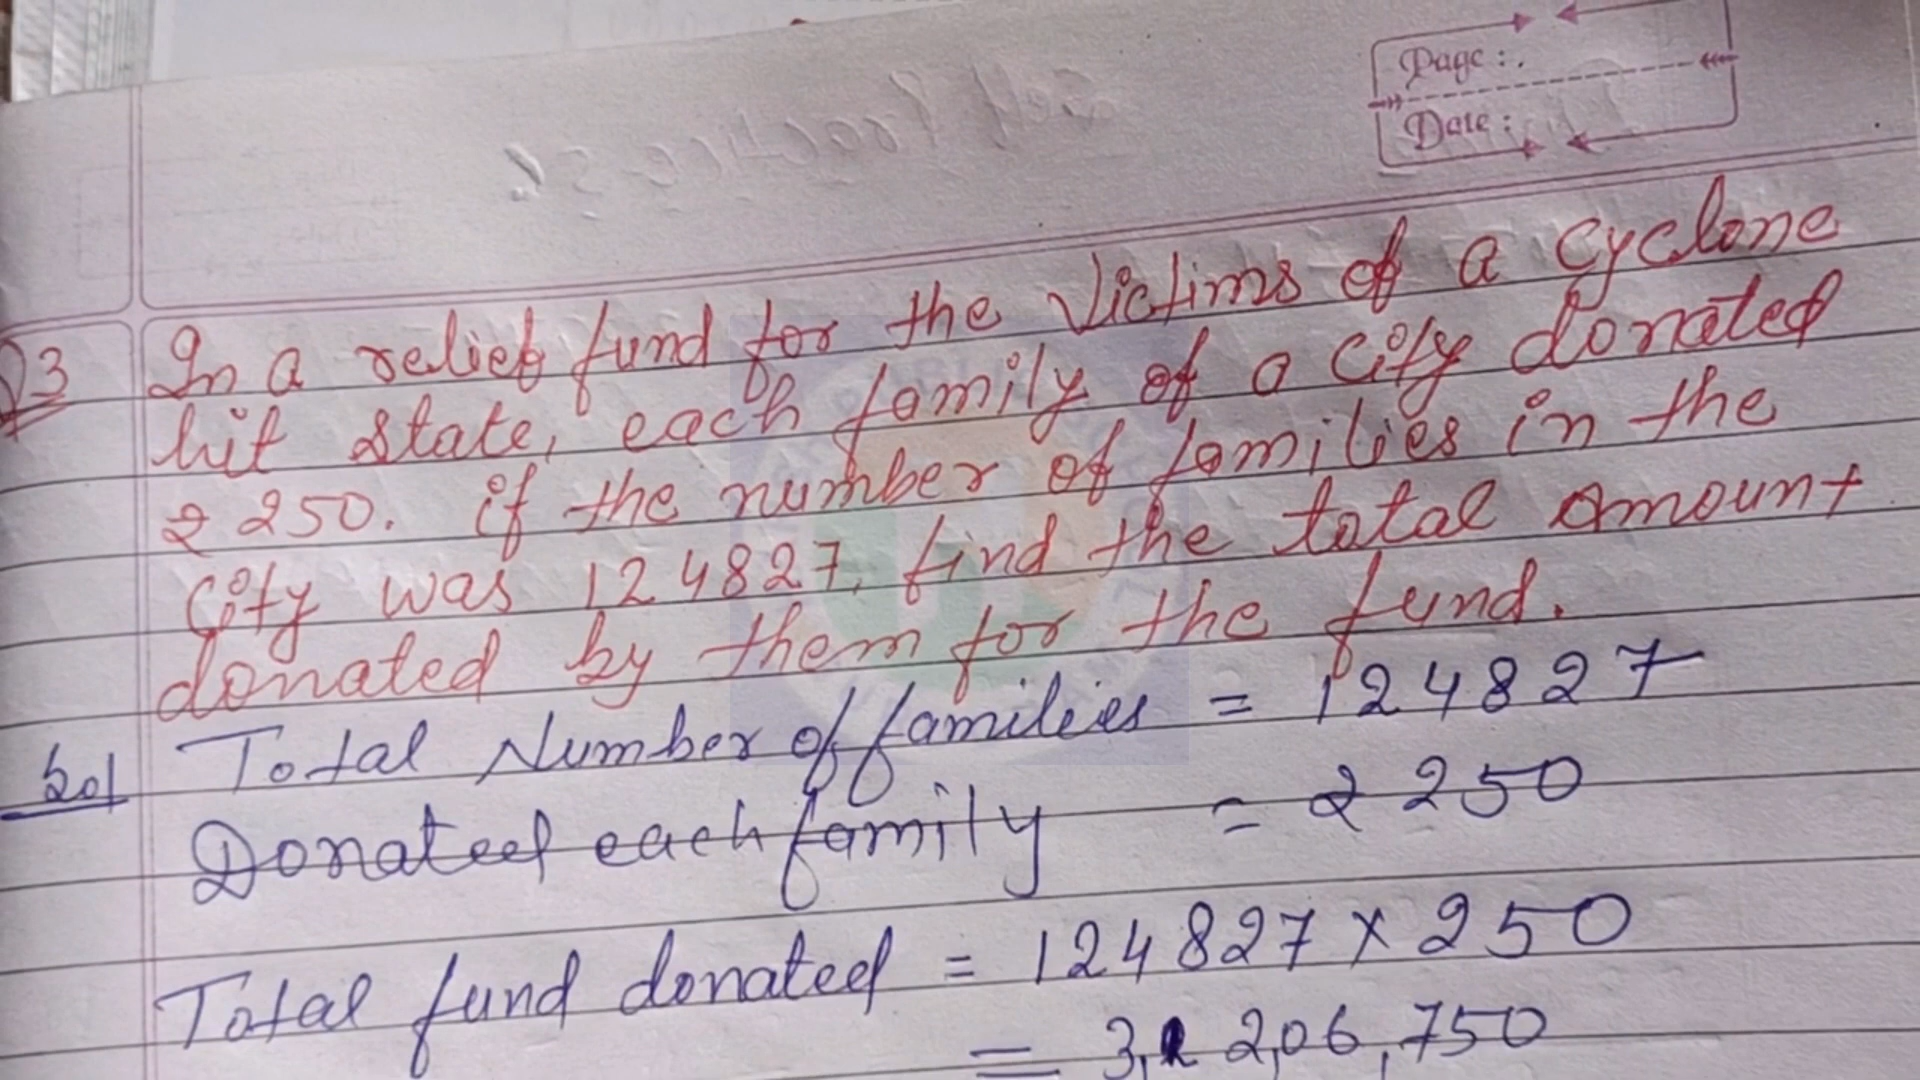 Page :.
Date :
Q3 In a relief fund for the Victims of a Cyclone
hit State, each family of a City donated
₹ 250. if the number of families in the
City was 124827, find the total amount
donated by them for the fund.
Sol Total Number of families = 124827
Donated each family = ₹ 250
Total fund donated = 124827 × 250
= 3,1 2,06,750